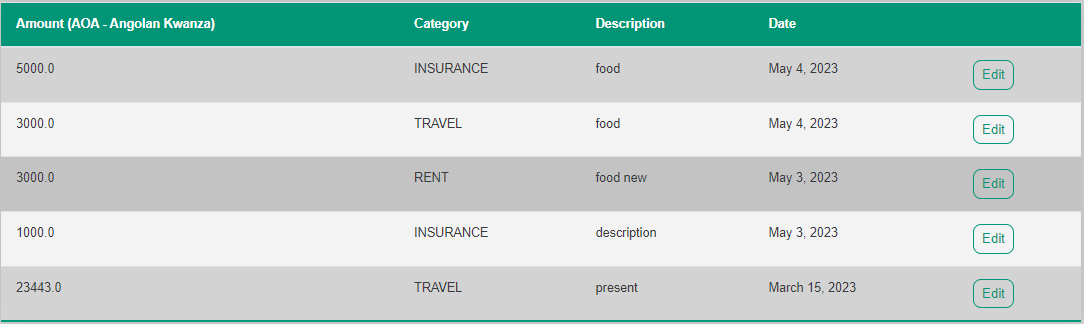 Amount (AOA - Angolan Kwanza) Category Description Date
5000.0 INSURANCE food May 4, 2023 Edit
3000.0 TRAVEL food May 4, 2023 Edit
3000.0 RENT food new May 3, 2023 Edit
1000.0 INSURANCE description May 3, 2023 Edit
23443.0 TRAVEL present March 15, 2023 Edit